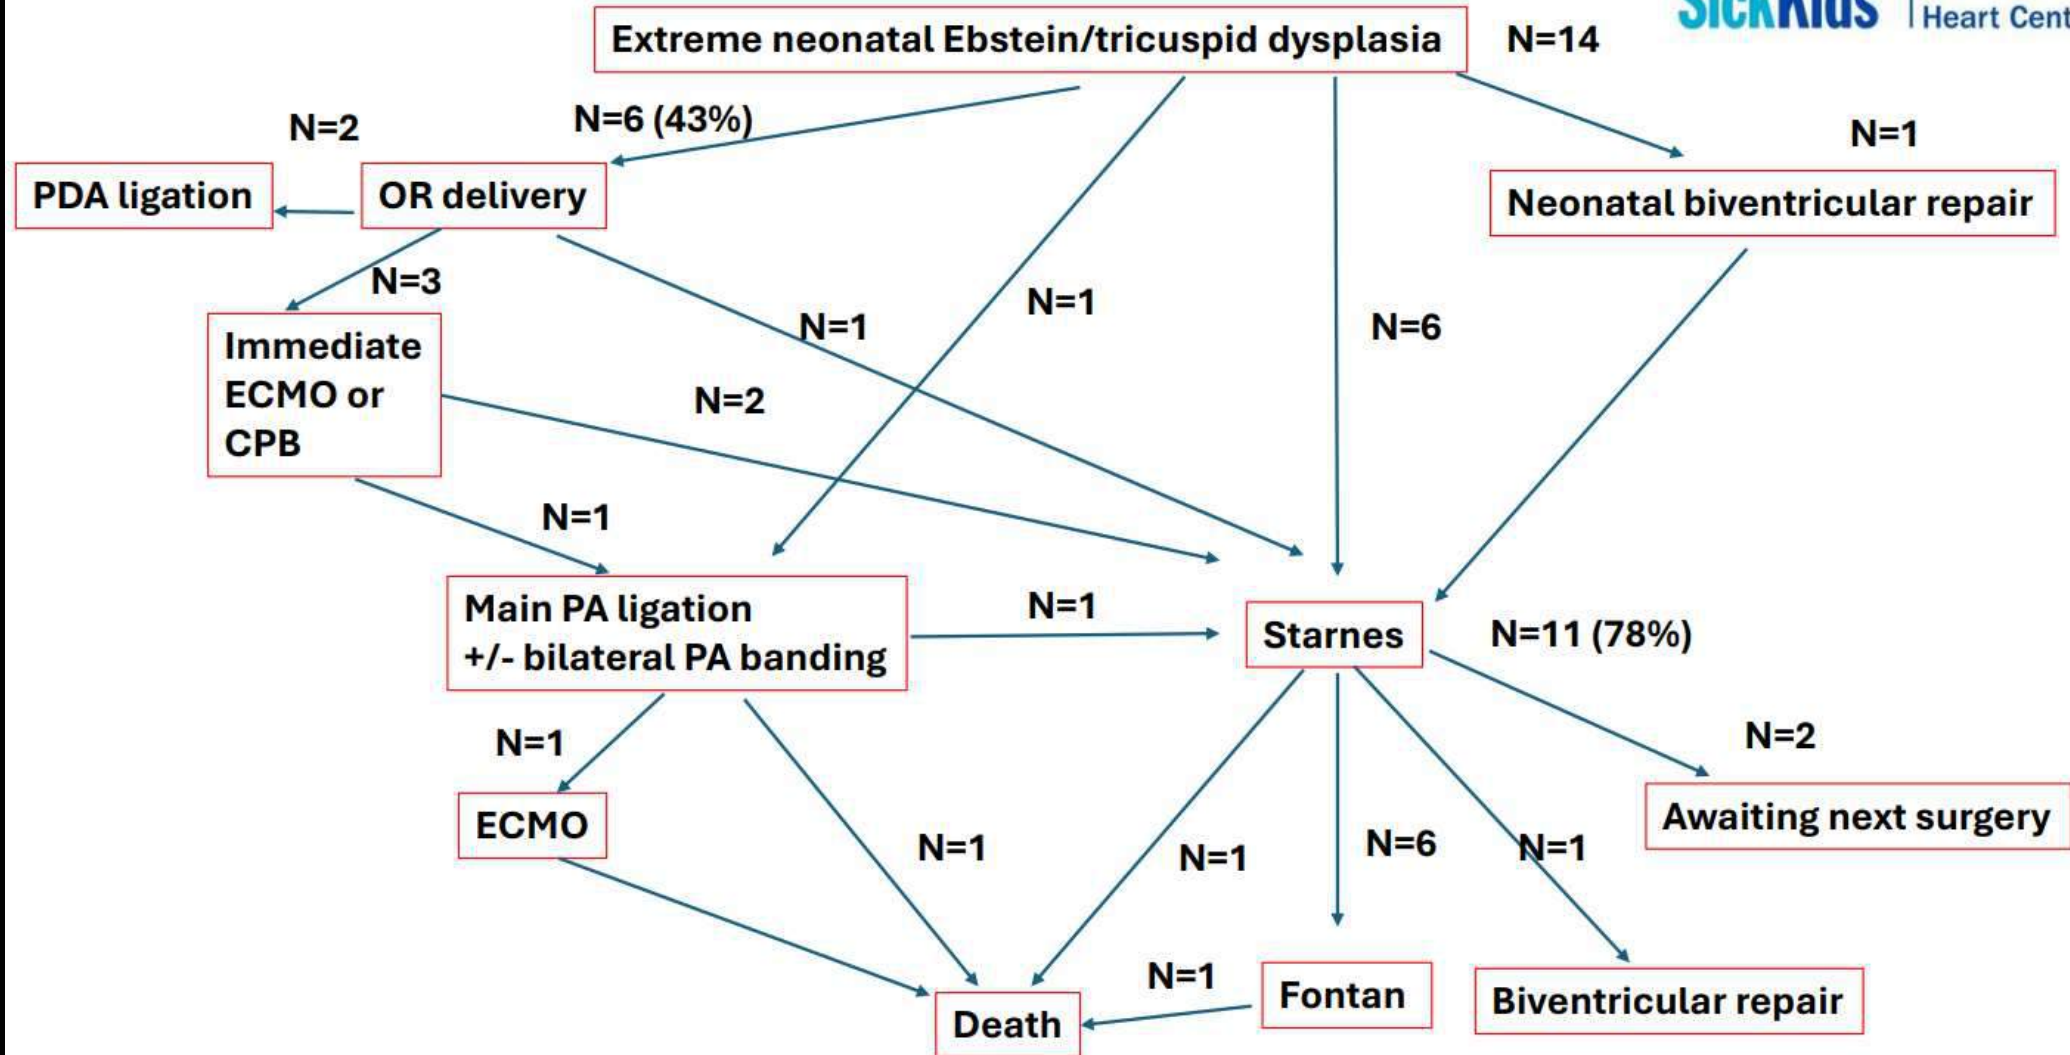 SickKids | Heart Cent
Extreme neonatal Ebstein/tricuspid dysplasia
N=14
N=6 (43%)
N=2
N=1
PDA ligation
OR delivery
Neonatal biventricular repair
N=3
Immediate
ECMO or
CPB
N=1
N=1
N=6
N=2
N=1
Main PA ligation
+/- bilateral PA banding
N=1
Starnes
N=11 (78%)
N=1
N=2
ECMO
Awaiting next surgery
N=1
N=1
N=6
N=1
N=1
Death
Fontan
Biventricular repair